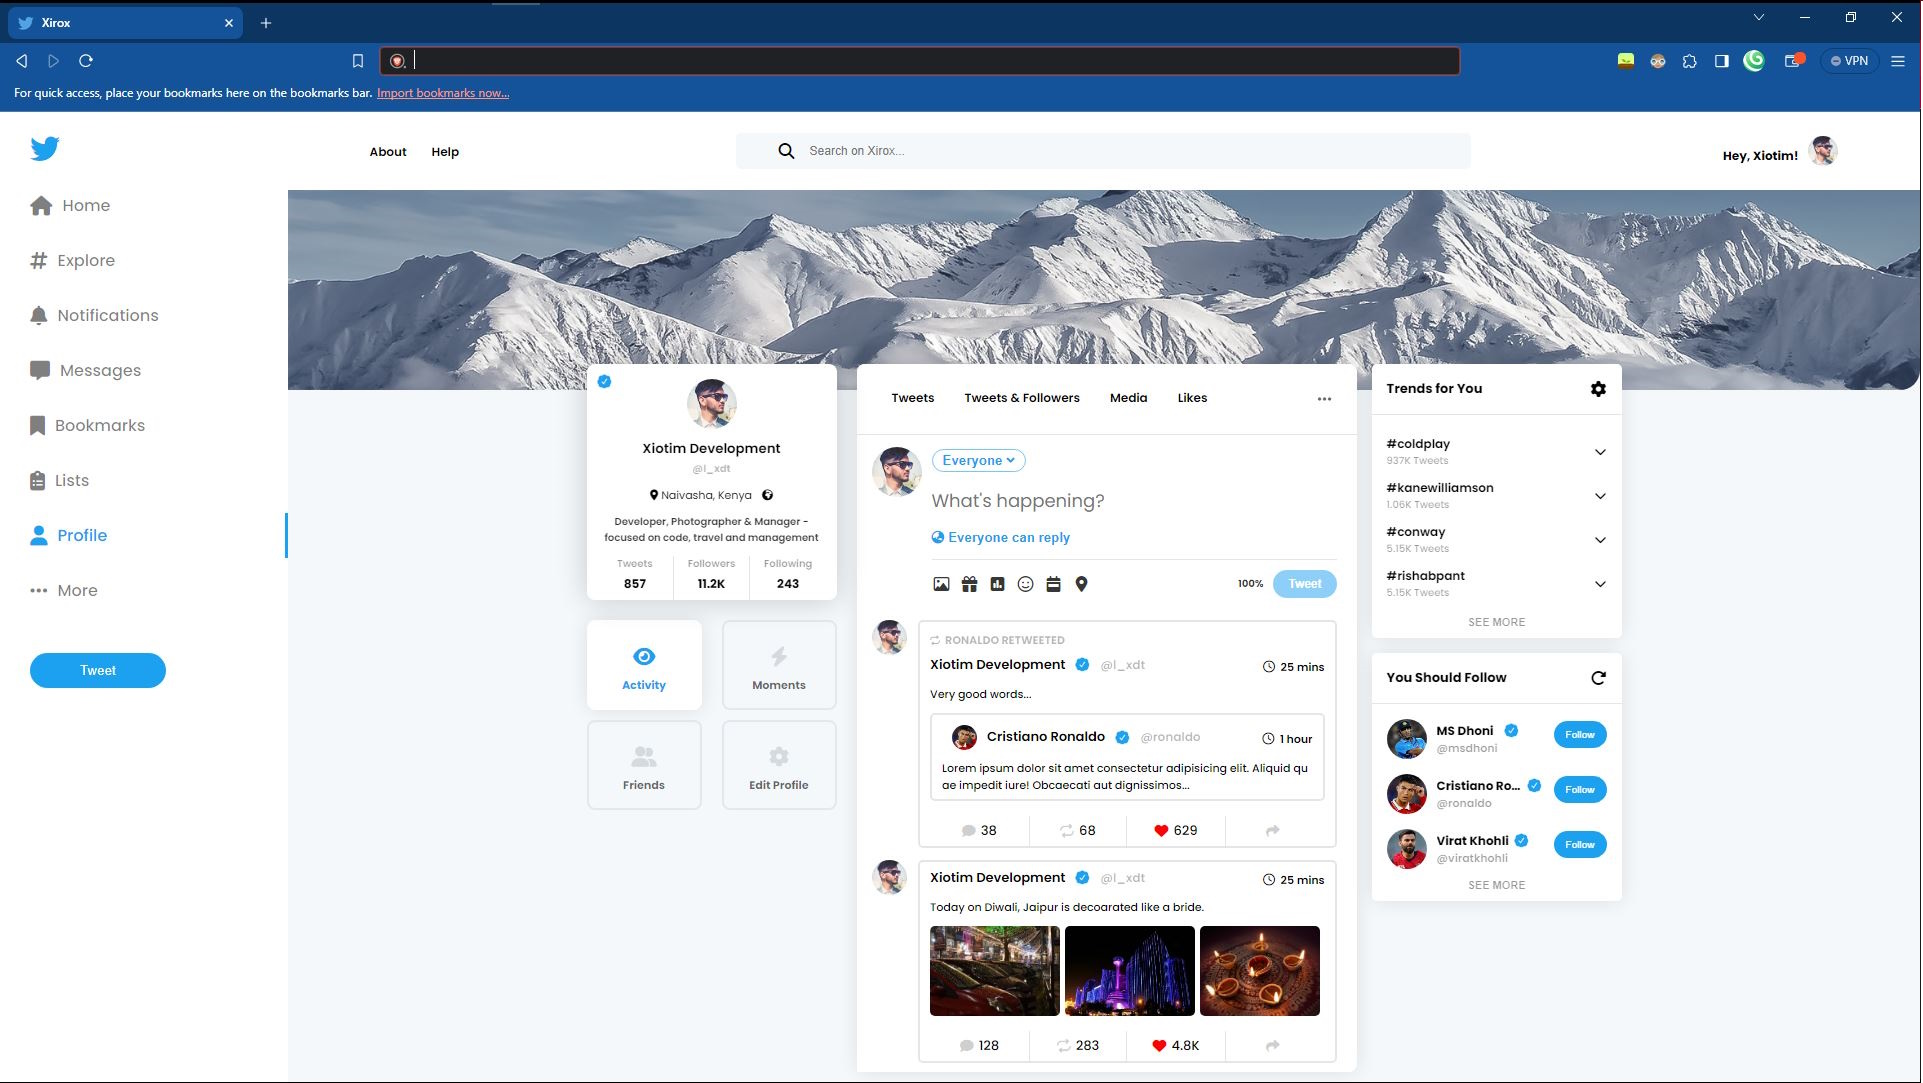 Xirox
VPN
For quick access, place your bookmarks here on the bookmarks bar. Import bookmarks now...
About
Help
Search on Xirox...
Hey, Xiotim!
Home
Explore
Notifications
Messages
Bookmarks
Lists
Profile
More
Tweet
Xiotim Development
@l_xdt
Naivasha, Kenya
Developer, Photographer & Manager -
focused on code, travel and management
Tweets
857
Followers
11.2K
Following
243
Activity
Moments
Friends
Edit Profile
Tweets
Tweets & Followers
Media
Likes
Everyone
What's happening?
Everyone can reply
100%
Tweet
RONALDO RETWEETED
Xiotim Development @l_xdt 25 mins
Very good words...
Cristiano Ronaldo @ronaldo 1 hour
Lorem ipsum dolor sit amet consectetur adipisicing elit. Aliquid qu
ae impedit iure! Obcaecati aut dignissimos...
38 68 629
Xiotim Development @l_xdt 25 mins
Today on Diwali, Jaipur is decoarated like a bride.
128 283 4.8K
Trends for You
#coldplay
937K Tweets
#kanewilliamson
1.06K Tweets
#conway
5.15K Tweets
#rishabpant
5.15K Tweets
SEE MORE
You Should Follow
MS Dhoni
@msdhoni
Follow
Cristiano Ro...
@ronaldo
Follow
Virat Khohli
@viratkhohli
Follow
SEE MORE